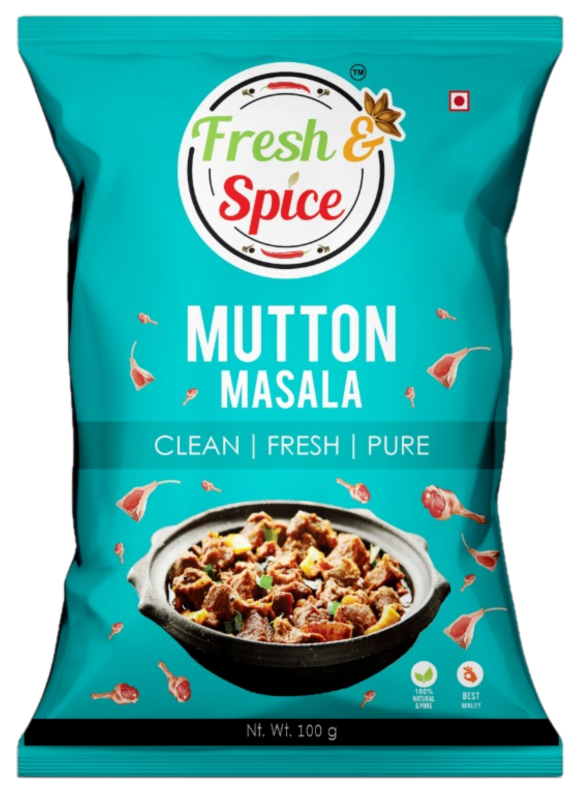 TM
Fresh &
Spice
MUTTON
MASALA
CLEAN | FRESH | PURE
100%
NATURAL
& PURE
BEST
QUALITY
Nt. Wt. 100 g